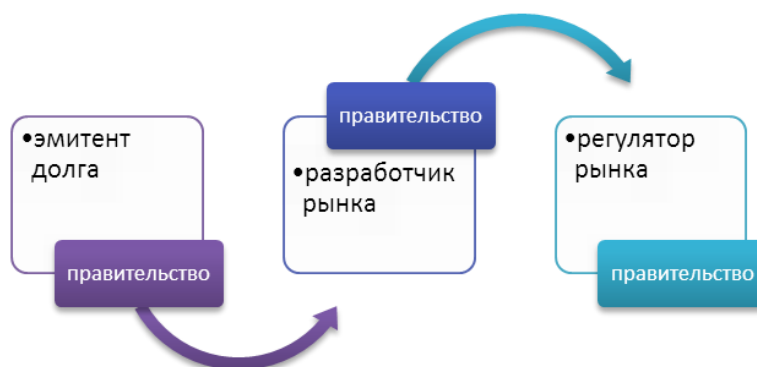 •эмитент
долга
правительство
правительство
•разработчик
рынка
•регулятор
рынка
правительство